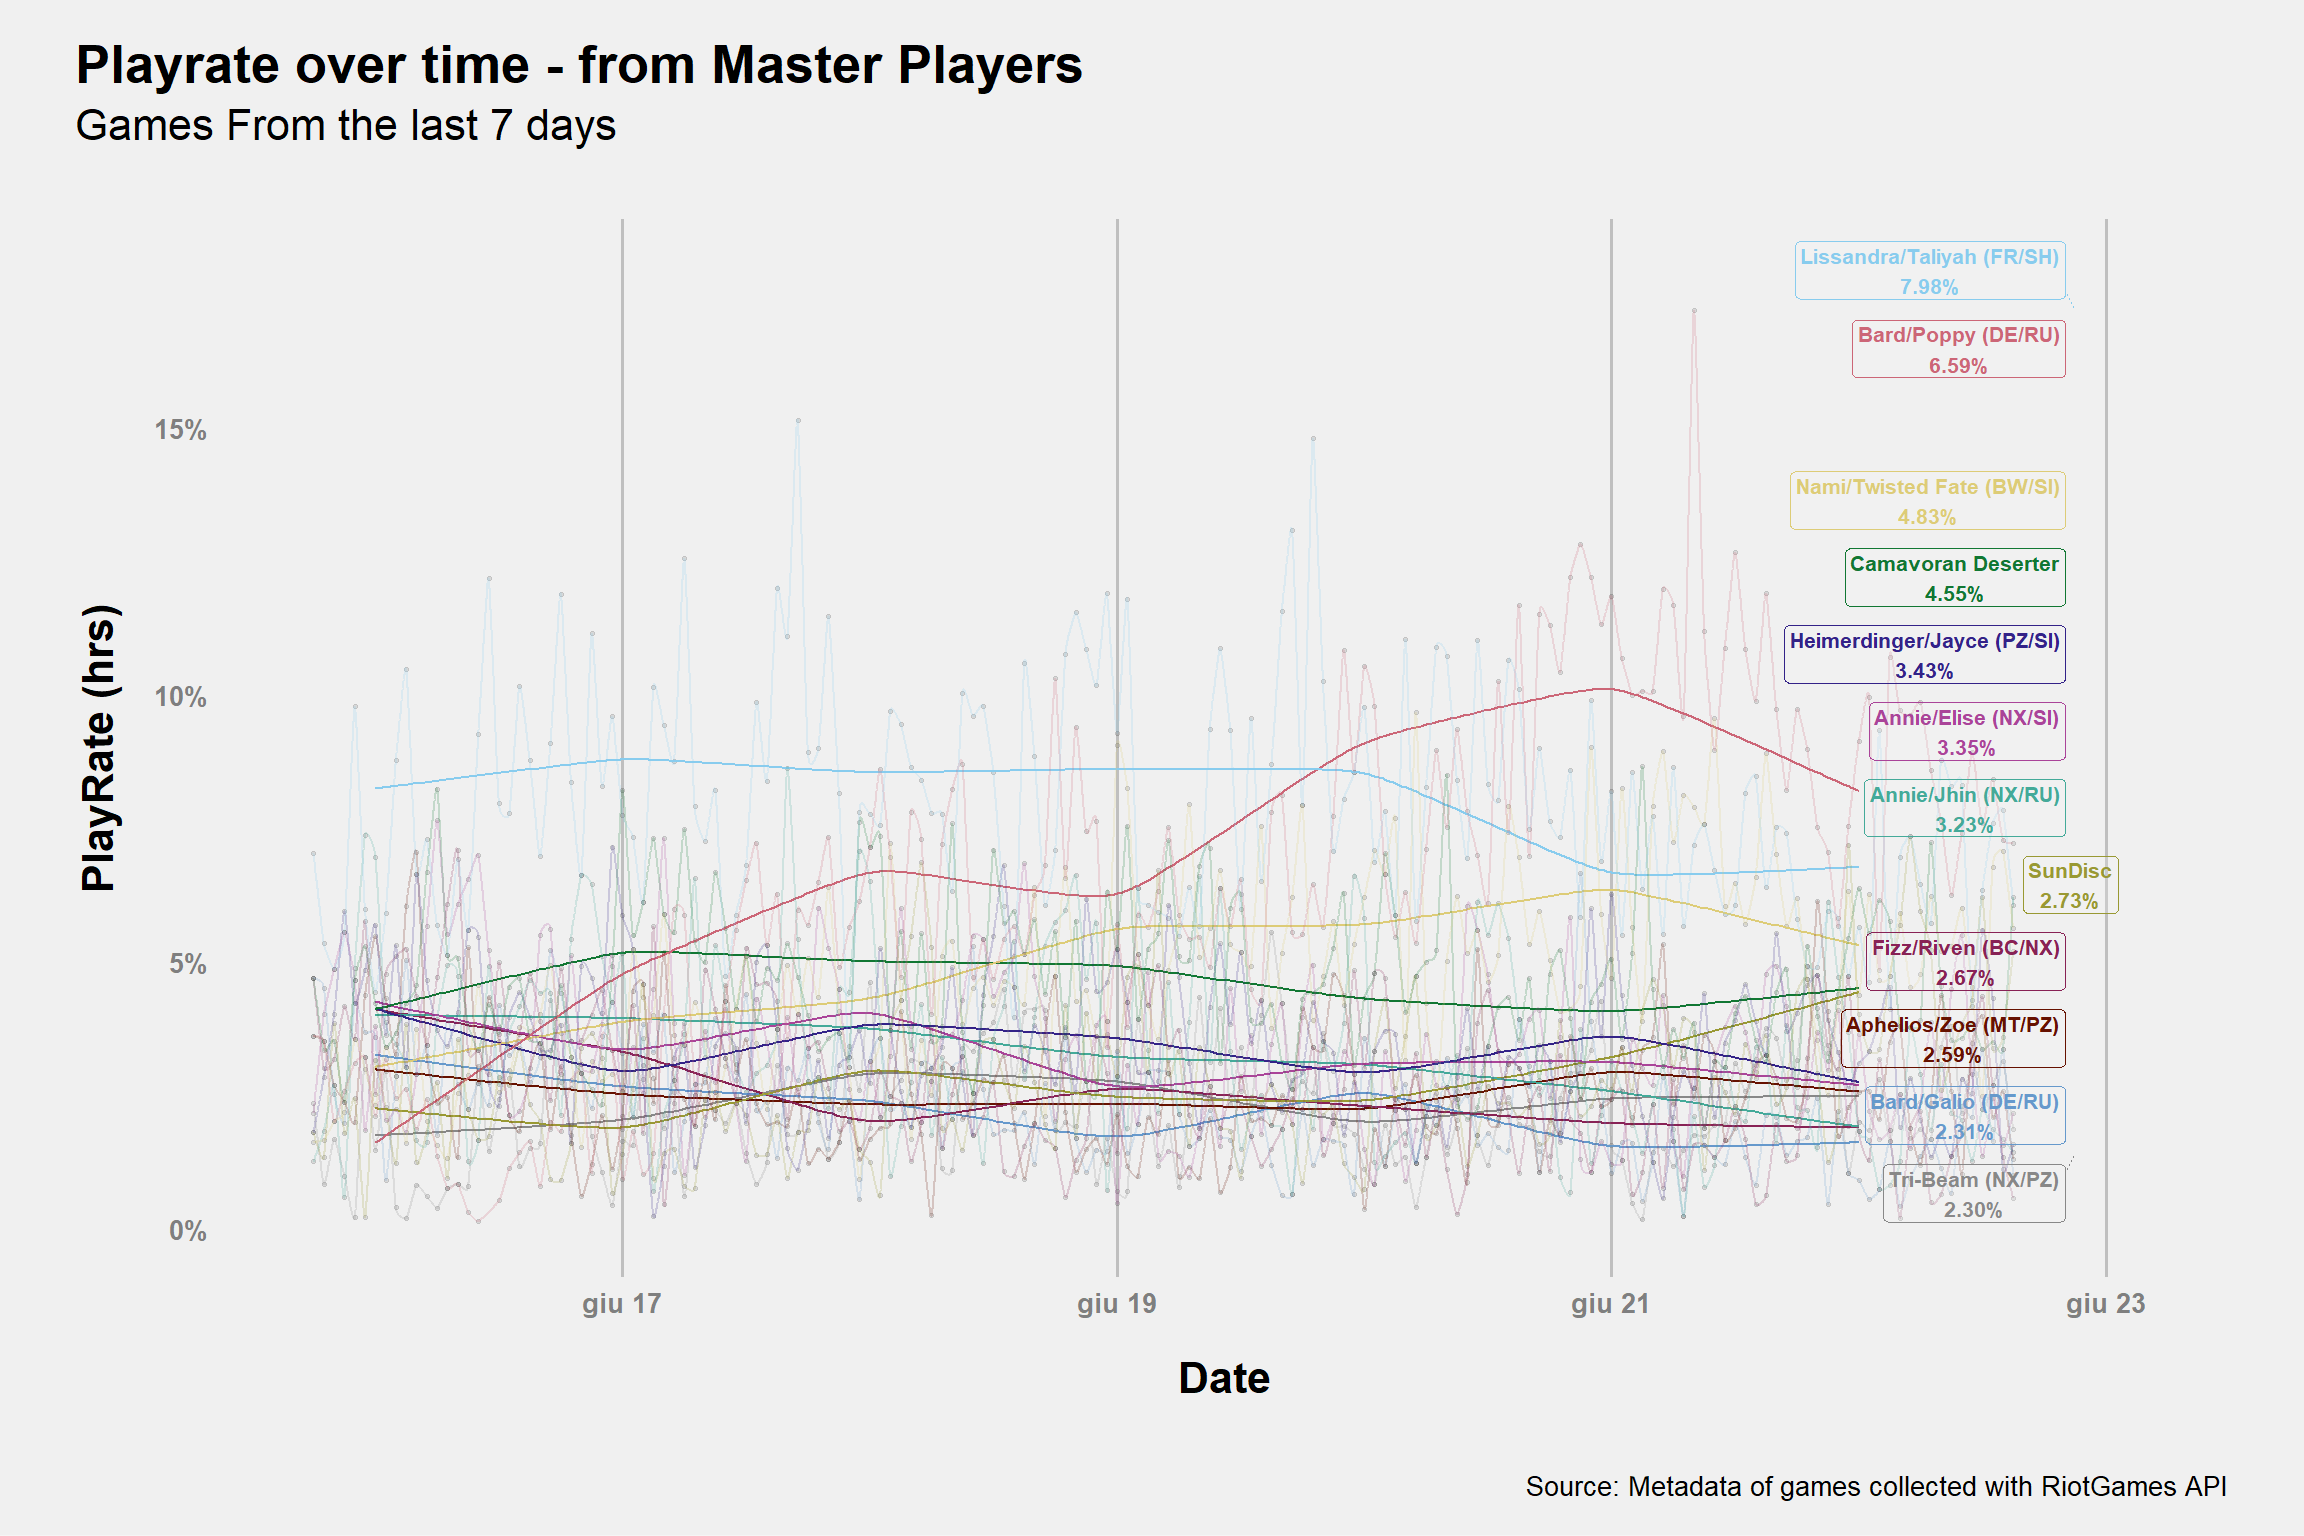 Playrate over time - from Master Players
Games From the last 7 days
PlayRate (hrs)
15%
10%
5%
0%
Lissandra/Taliyah (FR/SH)
7.98%
Bard/Poppy (DE/RU)
6.59%
Nami/Twisted Fate (BW/SI)
4.83%
Camavoran Deserter
4.55%
Heimerdinger/Jayce (PZ/SI)
3.43%
Annie/Elise (NX/SI)
3.35%
Annie/Jhin (NX/RU)
3.23%
SunDisc
2.73%
Fizz/Riven (BC/NX)
2.67%
Aphelios/Zoe (MT/PZ)
2.59%
Bard/Galio (DE/RU)
2.31%
Tri-Beam (NX/PZ)
2.30%
giu 17
giu 19
giu 21
giu 23
Date
Source: Metadata of games collected with RiotGames API